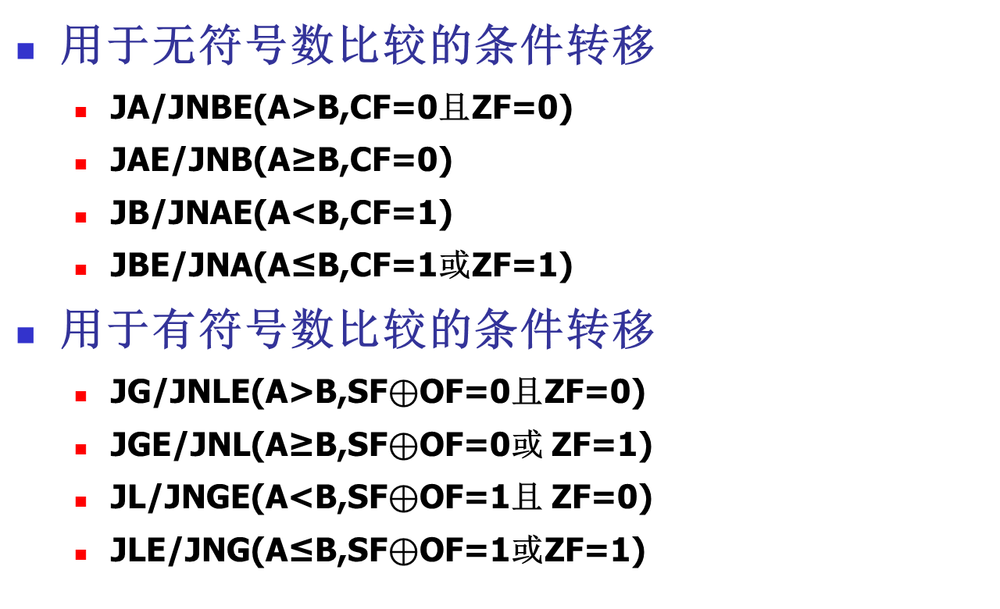 用于无符号数比较的条件转移
JA/JNBE(A>B,CF=0且ZF=0)
JAE/JNB(A≥B,CF=0)
JB/JNAE(A<B,CF=1)
JBE/JNA(A≤B,CF=1或ZF=1)
用于有符号数比较的条件转移
JG/JNLE(A>B,SF⊕OF=0且ZF=0)
JGE/JNL(A≥B,SF⊕OF=0或 ZF=1)
JL/JNGE(A<B,SF⊕OF=1且 ZF=0)
JLE/JNG(A≤B,SF⊕OF=1或ZF=1)